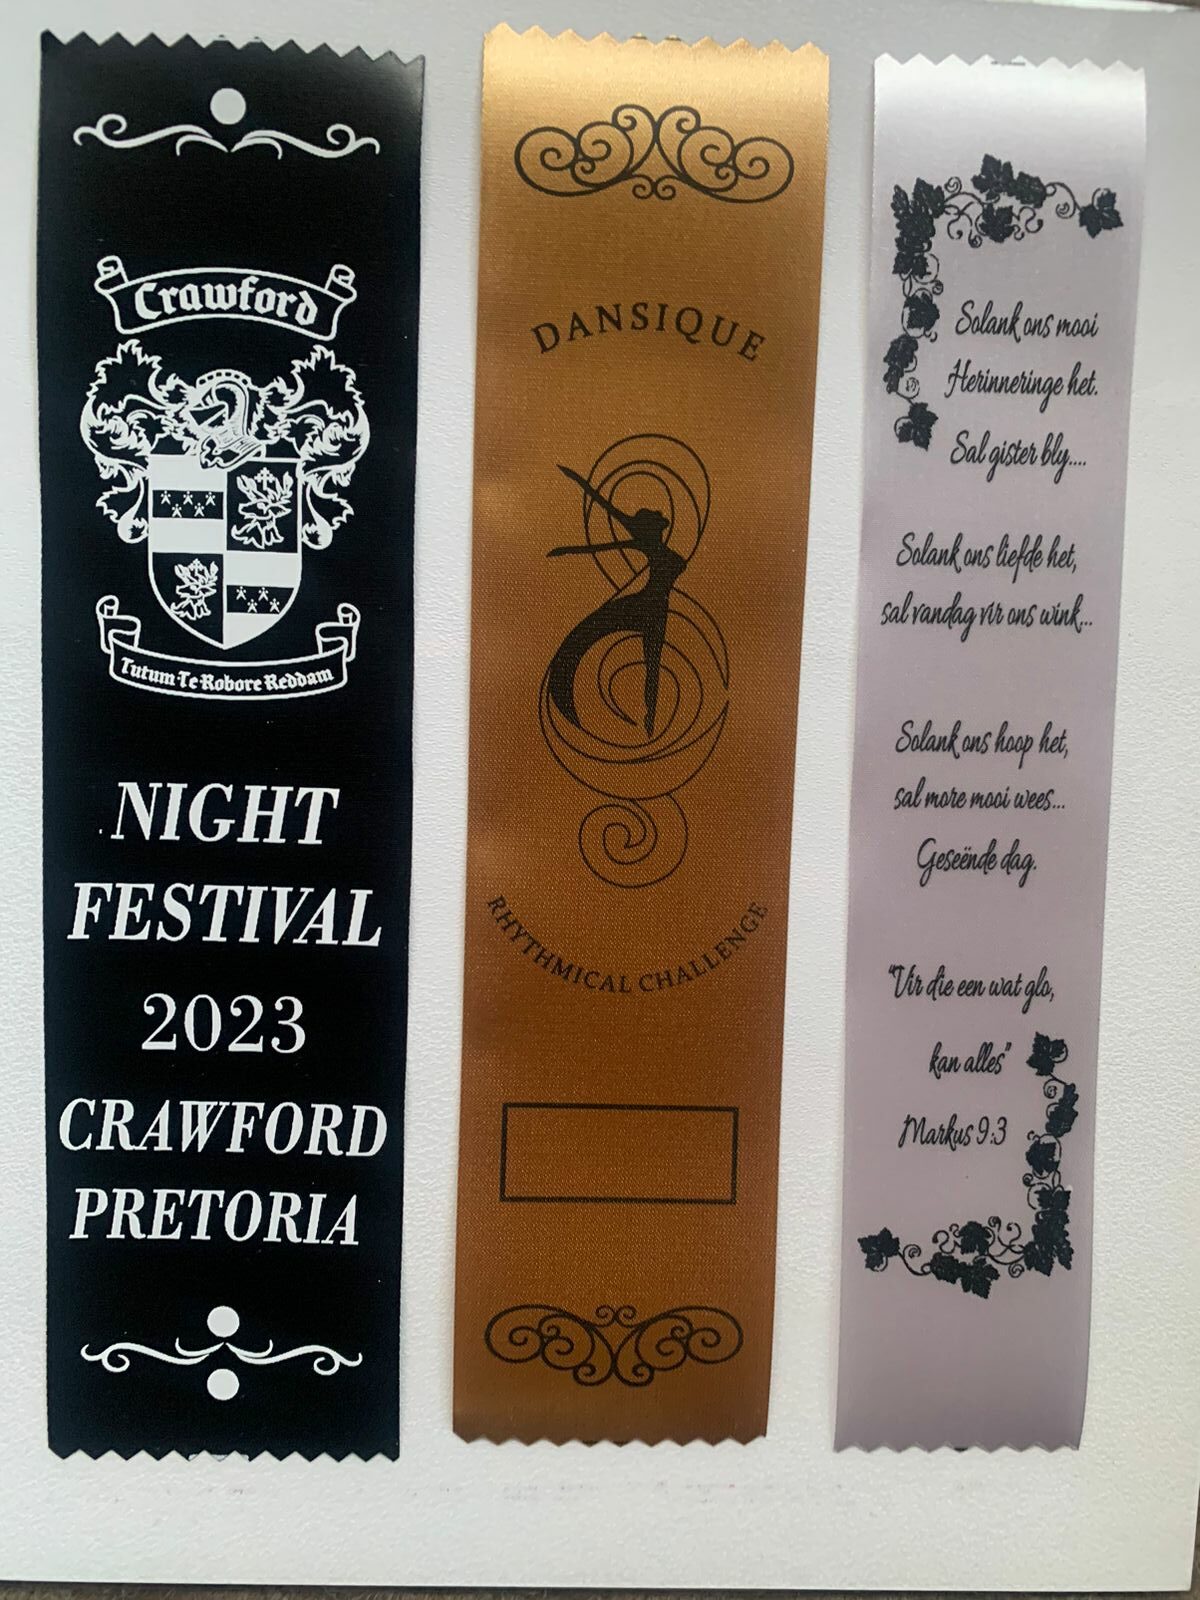 Crawford
Tutum Te Robore Reddam
NIGHT
FESTIVAL
2023
CRAWFORD
PRETORIA
DANSIQUE
RHYTHMICAL CHALLENGE
Solank ons mooi
Herinneringe het.
Sal gister bly....
Solank ons liefde het,
sal vandag vir ons wink...
Solank ons hoop het,
sal more mooi wees...
Geseënde dag.
"Vir die een wat glo,
kan alles"
Markus 9:3